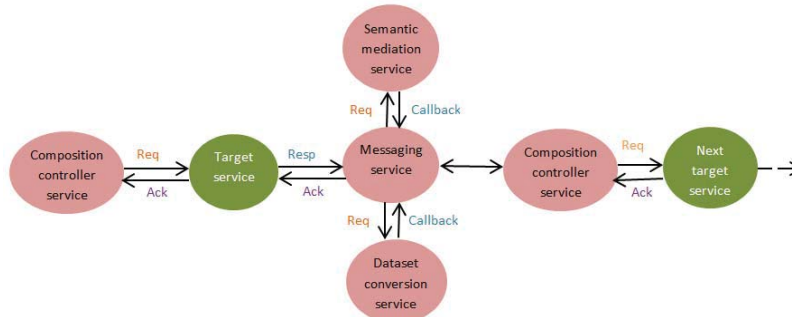 Semantic
mediation
service
Req
Callback
Composition
controller
service
Req
Ack
Target
service
Resp
Ack
Messaging
service
Composition
controller
service
Req
Ack
Next
target
service
Req
Callback
Dataset
conversion
service